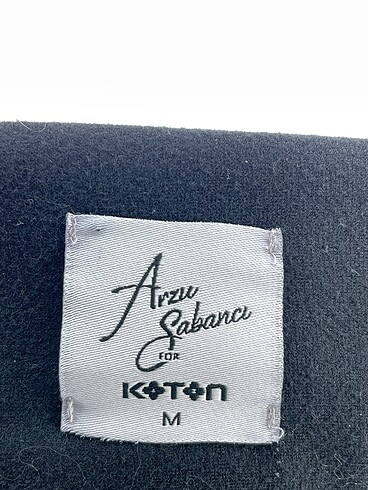 Arzu
Sabancı
FOR
KOTON
M